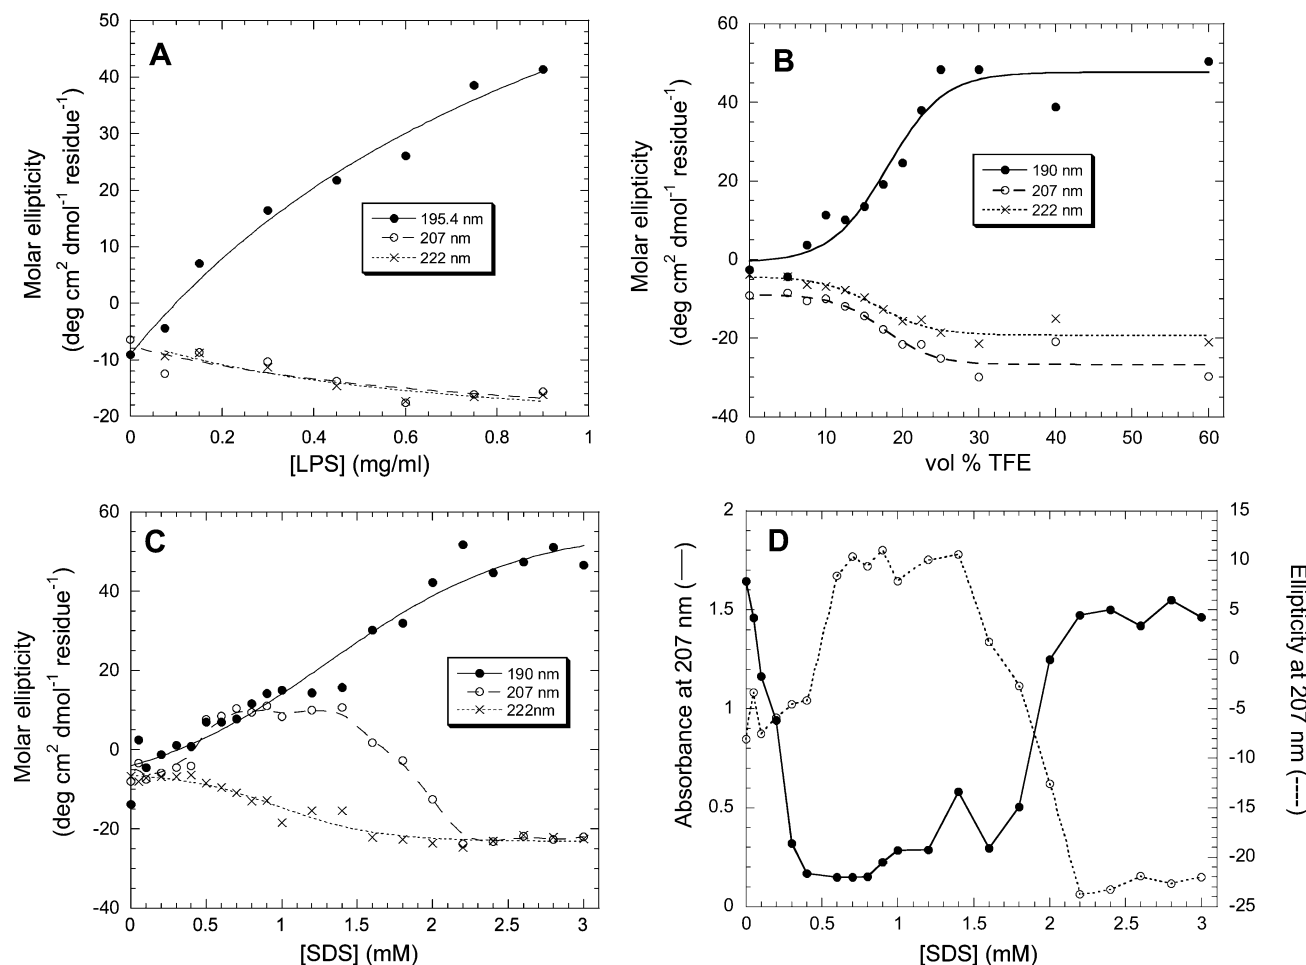 A
50
40
30
20
10
0
-10
-20
0
0.2
0.4
0.6
0.8
1
Molar ellipticity
(deg cm² dmol⁻¹ residue⁻¹)
[LPS] (mg/ml)
195.4 nm
207 nm
222 nm
B
60
40
20
0
-20
-40
0
10
20
30
40
50
60
Molar ellipticity
(deg cm² dmol⁻¹ residue⁻¹)
vol % TFE
190 nm
207 nm
222 nm
C
60
40
20
0
-20
-40
0
0.5
1
1.5
2
2.5
3
Molar ellipticity
(deg cm² dmol⁻¹ residue⁻¹)
[SDS] (mM)
190 nm
207 nm
222nm
D
2
1.5
1
0.5
0
15
10
5
0
-5
-10
-15
-20
-25
0
0.5
1
1.5
2
2.5
3
Absorbance at 207 nm (—)
Ellipticity at 207 nm (----)
[SDS] (mM)